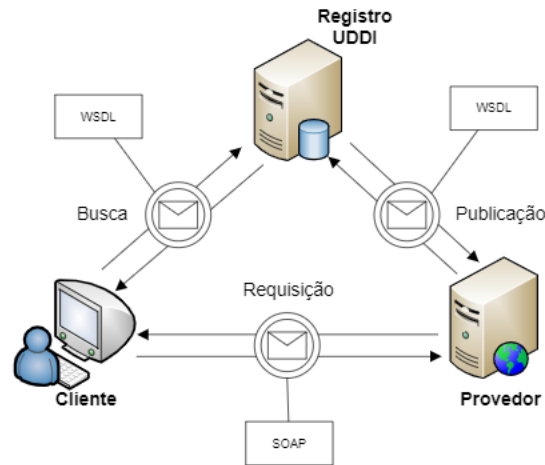 Registro
UDDI
WSDL
WSDL
Busca
Publicação
Requisição
Cliente
Provedor
SOAP